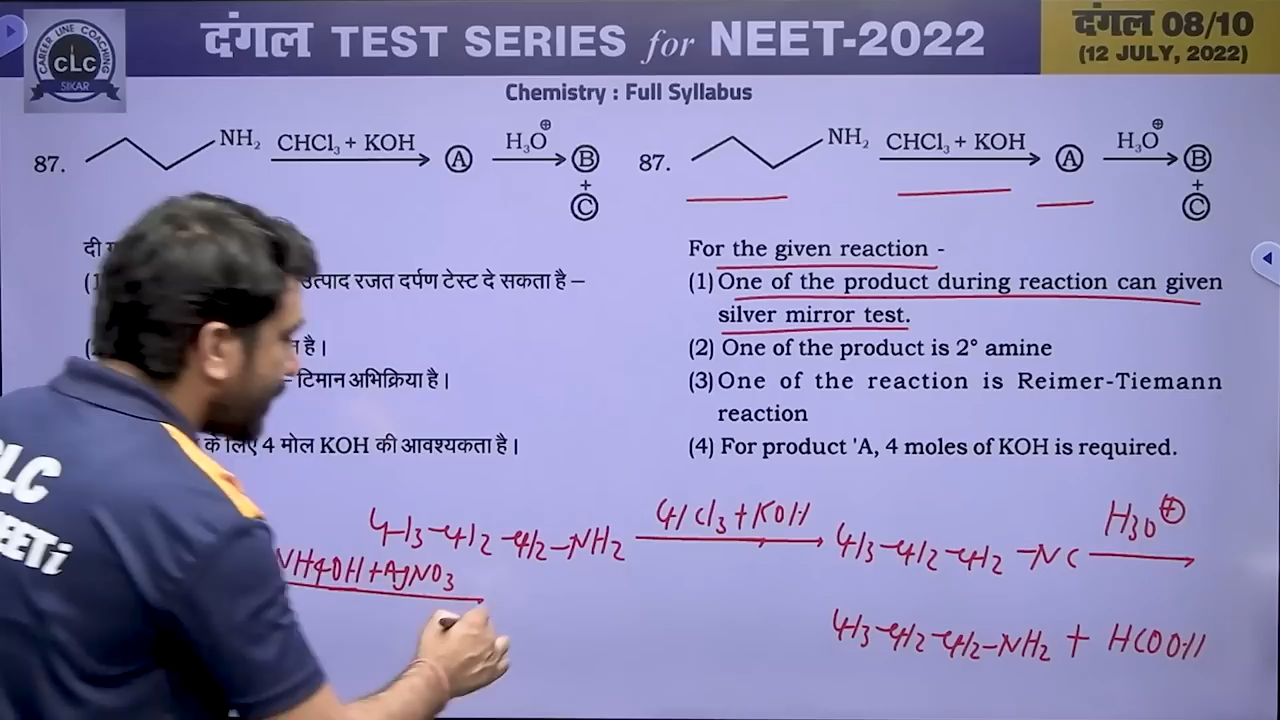 दंगल TEST SERIES for NEET-2022
दंगल 08/10
(12 JULY, 2022)
CAREER LINE COACHING
CLC
SIKAR
Chemistry : Full Syllabus
87. NH₂ CHCl₃ + KOH Ⓐ H₃O⊕ Ⓑ
+
Ⓒ
दी
उत्पाद रजत दर्पण टेस्ट दे सकता है –
है।
– टिमान अभिक्रिया है।
के लिए 4 मोल KOH की आवश्यकता है।
87. NH₂ CHCl₃ + KOH Ⓐ H₃O⊕ Ⓑ
+
Ⓒ
For the given reaction -
(1) One of the product during reaction can given
silver mirror test.
(2) One of the product is 2° amine
(3) One of the reaction is Reimer-Tiemann
reaction
(4) For product 'A, 4 moles of KOH is required.
CH3-CH2-CH2-NH2 CHCl3+KOH CH3-CH2-CH2-NC H3O⊕
NH4OH+AgNO3
CH3-CH2-CH2-NH2 + HCOOH
CLC
NEETi